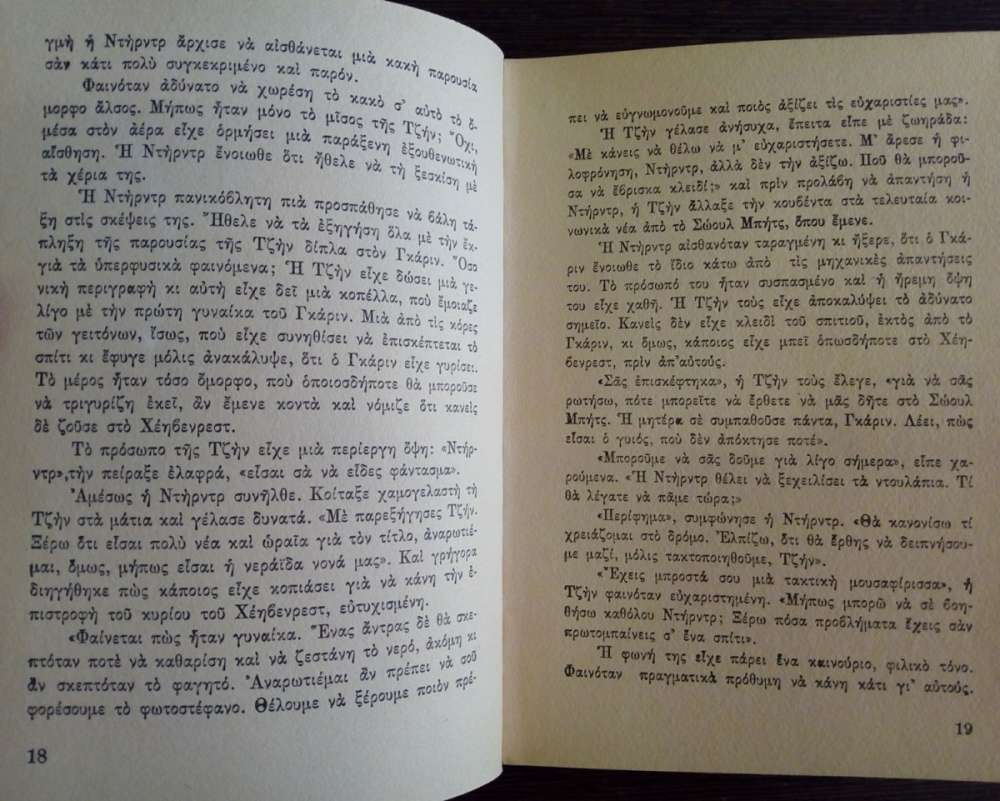 γμὴ ἡ Ντήρντρ ἄρχισε νὰ αἰσθάνεται μιὰ κακὴ παρουσία
σὰν κάτι πολὺ συγκεκριμένο καὶ παρόν.
Φαινόταν ἀδύνατο νὰ χωρέση τὸ κακὸ σ' αὐτὸ τὸ ὄ-
μορφο ἄλσος. Μήπως ἦταν μόνο τὸ μῖσος τῆς Τζήν; Ὄχι,
μέσα στὸν ἀέρα εἶχε ὁρμήσει μιὰ παράξενη ἐξουθενωτικὴ
αἴσθηση. Ἡ Ντήρντρ ἔνοιωθε ὅτι ἤθελε νὰ τὴ ξεσκίση μὲ
τὰ χέρια της.
Ἡ Ντήρντρ πανικόβλητη πιὰ προσπάθησε νὰ βάλη τά-
ξη στὶς σκέψεις της. Ἤθελε νὰ τὰ ἐξηγήση ὅλα μὲ τὴν ἔκ-
πληξη τῆς παρουσίας τῆς Τζὴν δίπλα στὸν Γκάριν. Ὅσο
γιὰ τὰ ὑπερφυσικὰ φαινόμενα; Ἡ Τζὴν εἶχε δώσει μιὰ γε-
νικὴ περιγραφὴ κι αὐτὴ εἶχε δεῖ μιὰ κοπέλλα, ποὺ ἔμοιαζε
λίγο μὲ τὴν πρώτη γυναίκα τοῦ Γκάριν. Μιὰ ἀπὸ τὶς κόρες
τῶν γειτόνων, ἴσως, ποὺ εἶχε συνηθίσει νὰ ἐπισκέπτεται τὸ
σπίτι κι ἔφυγε μόλις ἀνακάλυψε, ὅτι ὁ Γκάριν εἶχε γυρίσει.
Τὸ μέρος ἦταν τόσο ὄμορφο, ποὺ ὁποιοσδήποτε θὰ μποροῦσε
νὰ τριγυρίζη ἐκεῖ, ἂν ἔμενε κοντὰ καὶ νόμιζε ὅτι κανεὶς
δὲ ζοῦσε στὸ Χέηβενρεστ.
Τὸ πρόσωπο τῆς Τζὴν εἶχε μιὰ περίεργη ὄψη: «Ντήρ-
ντρ»,τὴν πείραξε ἐλαφρά, «εἶσαι σὰ νὰ εἶδες φάντασμα».
Ἀμέσως ἡ Ντήρντρ συνῆλθε. Κοίταξε χαμογελαστὴ τὴ
Τζὴν στὰ μάτια καὶ γέλασε δυνατά. «Μὲ παρεξήγησες Τζήν.
Ξέρω ὅτι εἶσαι πολὺ νέα καὶ ὡραῖα γιὰ τὸν τίτλο, ἀναρωτιέ-
μαι, ὅμως, μήπως εἶσαι ἡ νεράϊδα νονά μας». Καὶ γρήγορα
διηγήθηκε πὼς κάποιος εἶχε κοπιάσει γιὰ νὰ κάνη τὴν ἐ-
πιστροφὴ τοῦ κυρίου τοῦ Χέηβενρεστ, εὐτυχισμένη.
«Φαίνεται πὼς ἦταν γυναίκα. Ἕνας ἄντρας δὲ θὰ σκε-
πτόταν ποτὲ νὰ καθαρίση καὶ νὰ ζεστάνη τὸ νερό, ἀκόμη κι
ἂν σκεπτόταν τὸ φαγητό. Ἀναρωτιέμαι ἂν πρέπει νὰ σοῦ
φορέσουμε τὸ φωτοστέφανο. Θέλουμε νὰ ξέρουμε ποιὸν πρέ-
18
πει νὰ εὐγνωμονοῦμε καὶ ποιὸς ἀξίζει τὶς εὐχαριστίες μας».
Ἡ Τζὴν γέλασε ἀνήσυχα, ἔπειτα εἶπε μὲ ζωηράδα:
«Μὲ κάνεις νὰ θέλω νὰ μ' εὐχαριστήσετε. Μ' ἄρεσε ἡ φι-
λοφρόνηση, Ντήρντρ, ἀλλὰ δὲν τὴν ἀξίζω. Ποῦ θὰ μποροῦ-
σα νὰ ἔβρισκα κλειδί;» καὶ πρὶν προλάβη νὰ ἀπαντήση ἡ
Ντήρντρ, ἡ Τζὴν ἄλλαξε τὴν κουβέντα στὰ τελευταία κοι-
νωνικὰ νέα ἀπὸ τὸ Σώουλ Μπήτς, ὅπου ἔμενε.
Ἡ Ντήρντρ αἰσθανόταν ταραγμένη κι ἤξερε, ὅτι ὁ Γκά-
ριν ἔνοιωθε τὸ ἴδιο κάτω ἀπὸ τὶς μηχανικὲς ἀπαντήσεις
του. Τὸ πρόσωπό του ἦταν συσπασμένο καὶ ἡ ἤρεμη ὄψη
του εἶχε χαθῆ. Ἡ Τζὴν τοὺς εἶχε ἀποκαλύψει τὸ ἀδύνατο
σημεῖο. Κανεὶς δὲν εἶχε κλειδὶ τοῦ σπιτιοῦ, ἐκτὸς ἀπὸ τὸ
Γκάριν, κι ὅμως, κάποιος εἶχε μπεῖ ὁπωσδήποτε στὸ Χέη-
βενρεστ, πρὶν ἀπ'αὐτούς.
«Σᾶς ἐπισκέφτηκα», ἡ Τζὴν τοὺς ἔλεγε, «γιὰ νὰ σᾶς
ρωτήσω, πότε μπορεῖτε νὰ ἔρθετε νὰ μᾶς δῆτε στὸ Σώουλ
Μπήτς. Ἡ μητέρα σὲ συμπαθοῦσε πάντα, Γκάριν. Λέει, πὼς
εἶσαι ὁ γυιός, ποὺ δὲν ἀπόκτησε ποτέ».
«Μποροῦμε νὰ σᾶς δοῦμε γιὰ λίγο σήμερα», εἶπε χα-
ρούμενα. «Ἡ Ντήρντρ θέλει νὰ ξεχειλίσει τὰ ντουλάπια. Τί
θὰ λέγατε νὰ πᾶμε τώρα;»
«Περίφημα», συμφώνησε ἡ Ντήρντρ. «Θὰ κανονίσω τί
χρειάζομαι στὸ δρόμο. Ἐλπίζω, ὅτι θὰ ἔρθης νὰ δειπνήσου-
με μαζί, μόλις τακτοποιηθοῦμε, Τζήν».
«Ἔχεις μπροστά σου μιὰ τακτικὴ μουσαφίρισσα», ἡ
Τζὴν φαινόταν εὐχαριστημένη. «Μήπως μπορῶ νὰ σὲ βοη-
θήσω καθόλου Ντήρντρ; Ξέρω πόσα προβλήματα ἔχεις σὰν
πρωτομπαίνεις σ' ἕνα σπίτι».
Ἡ φωνή της εἶχε πάρει ἕνα καινούριο, φιλικὸ τόνο.
Φαινόταν πραγματικὰ πρόθυμη νὰ κάνη κάτι γι' αὐτούς.
19